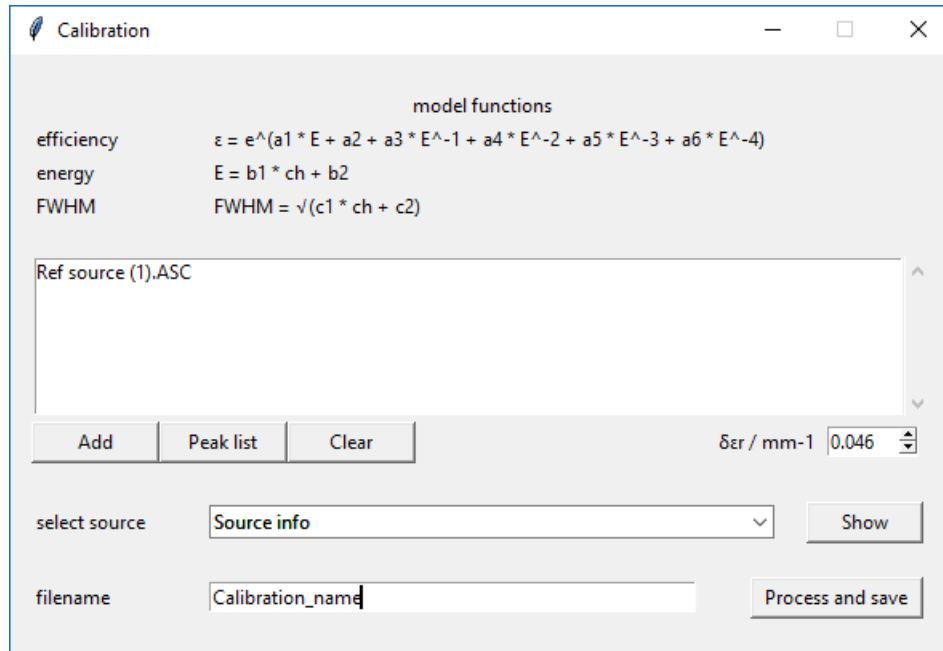 Calibration
model functions
efficiency ε = e^(a1 * E + a2 + a3 * E^-1 + a4 * E^-2 + a5 * E^-3 + a6 * E^-4)
energy E = b1 * ch + b2
FWHM FWHM = √(c1 * ch + c2)
Ref source (1).ASC
Add Peak list Clear δεr / mm-1 0.046
select source Source info Show
filename Calibration_name Process and save